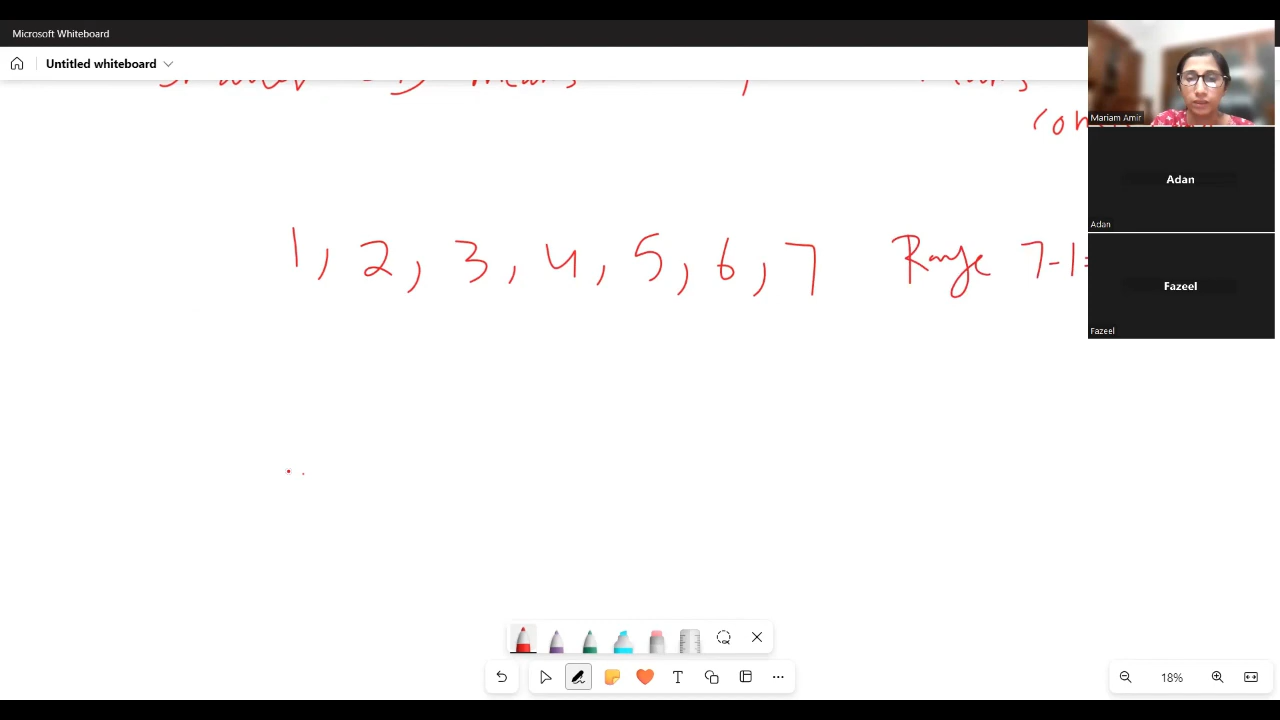 Microsoft Whiteboard
Untitled whiteboard
means
1, 2, 3, 4, 5, 6, 7 Range 7-1=
Mariam Amir
Adan
Adan
Fazeel
Fazeel
18%